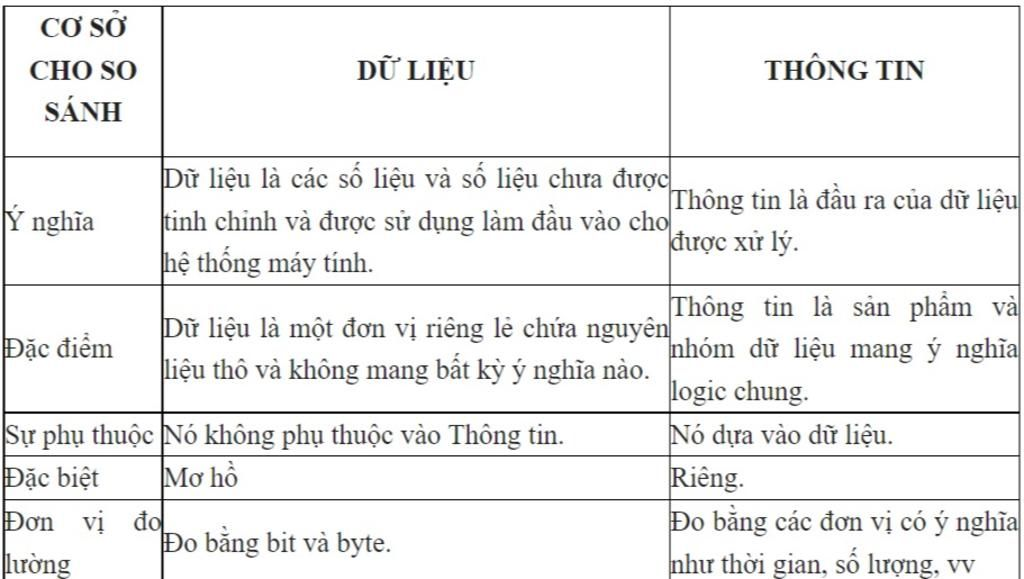 CƠ SỞ
CHO SO
SÁNH
DỮ LIỆU
THÔNG TIN
Ý nghĩa
Dữ liệu là các số liệu và số liệu chưa được
tinh chỉnh và được sử dụng làm đầu vào cho
hệ thống máy tính.
Thông tin là đầu ra của dữ liệu
được xử lý.
Đặc điểm
Dữ liệu là một đơn vị riêng lẻ chứa nguyên
liệu thô và không mang bất kỳ ý nghĩa nào.
Thông tin là sản phẩm và
nhóm dữ liệu mang ý nghĩa
logic chung.
Sự phụ thuộc
Nó không phụ thuộc vào Thông tin.
Nó dựa vào dữ liệu.
Đặc biệt
Mơ hồ
Riêng.
Đơn vị đo
lường
Đo bằng bit và byte.
Đo bằng các đơn vị có ý nghĩa
như thời gian, số lượng, vv